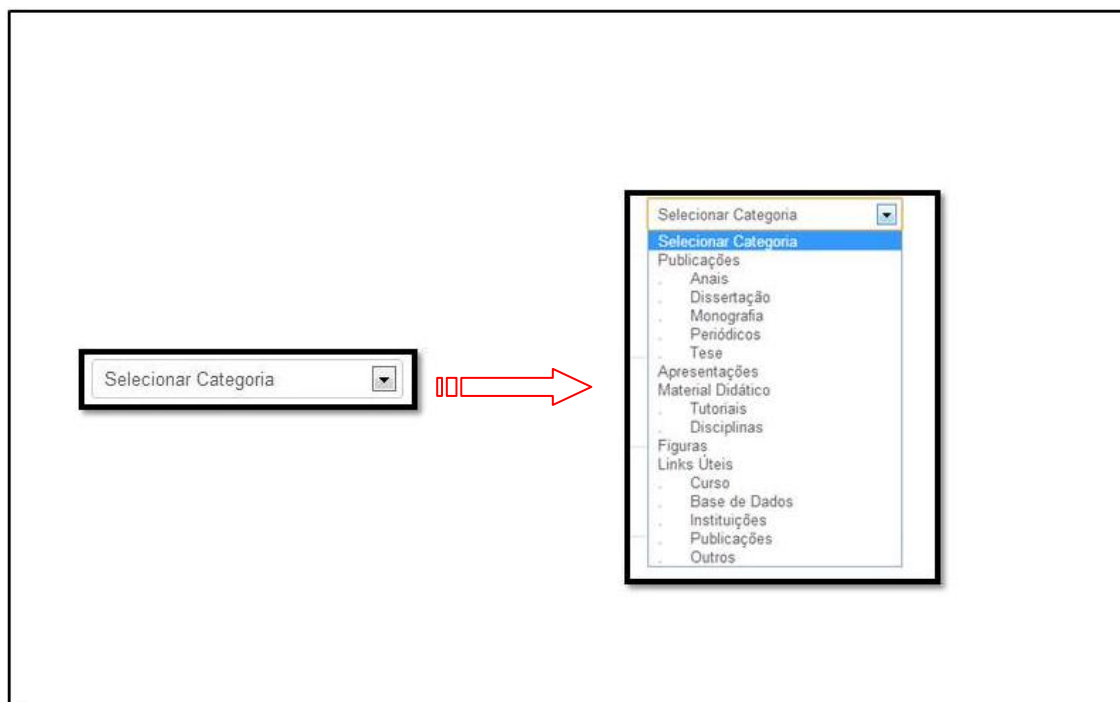 Selecionar Categoria
Selecionar Categoria
Selecionar Categoria
Publicações
. Anais
. Dissertação
. Monografia
. Periódicos
. Tese
Apresentações
Material Didático
. Tutoriais
. Disciplinas
Figuras
Links Úteis
. Curso
. Base de Dados
. Instituições
. Publicações
. Outros